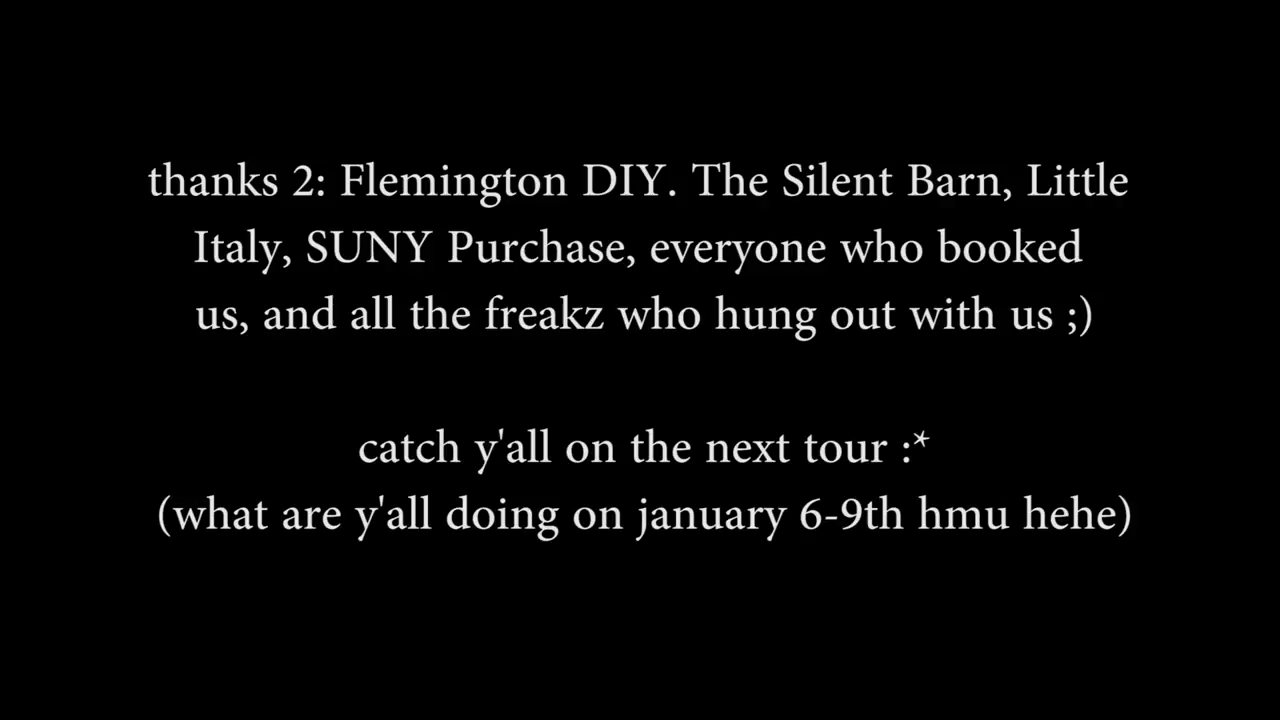 thanks 2: Flemington DIY. The Silent Barn, Little
Italy, SUNY Purchase, everyone who booked
us, and all the freakz who hung out with us ;)
catch y'all on the next tour :*
(what are y'all doing on january 6-9th hmu hehe)